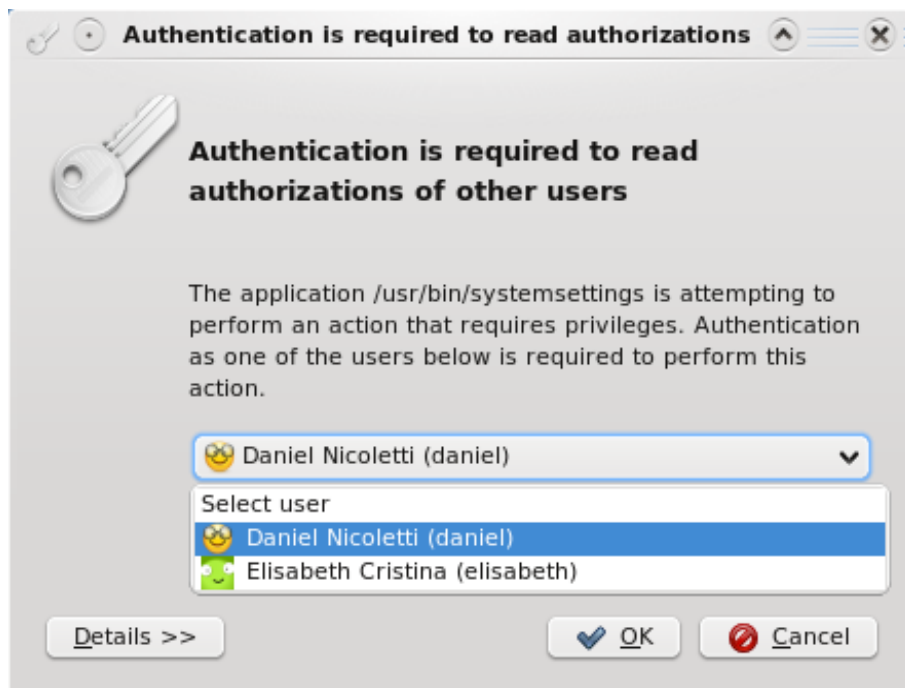 Authentication is required to read authorizations
Authentication is required to read
authorizations of other users
The application /usr/bin/systemsettings is attempting to
perform an action that requires privileges. Authentication
as one of the users below is required to perform this
action.
Daniel Nicoletti (daniel)
Select user
Daniel Nicoletti (daniel)
Elisabeth Cristina (elisabeth)
Details >>
OK
Cancel